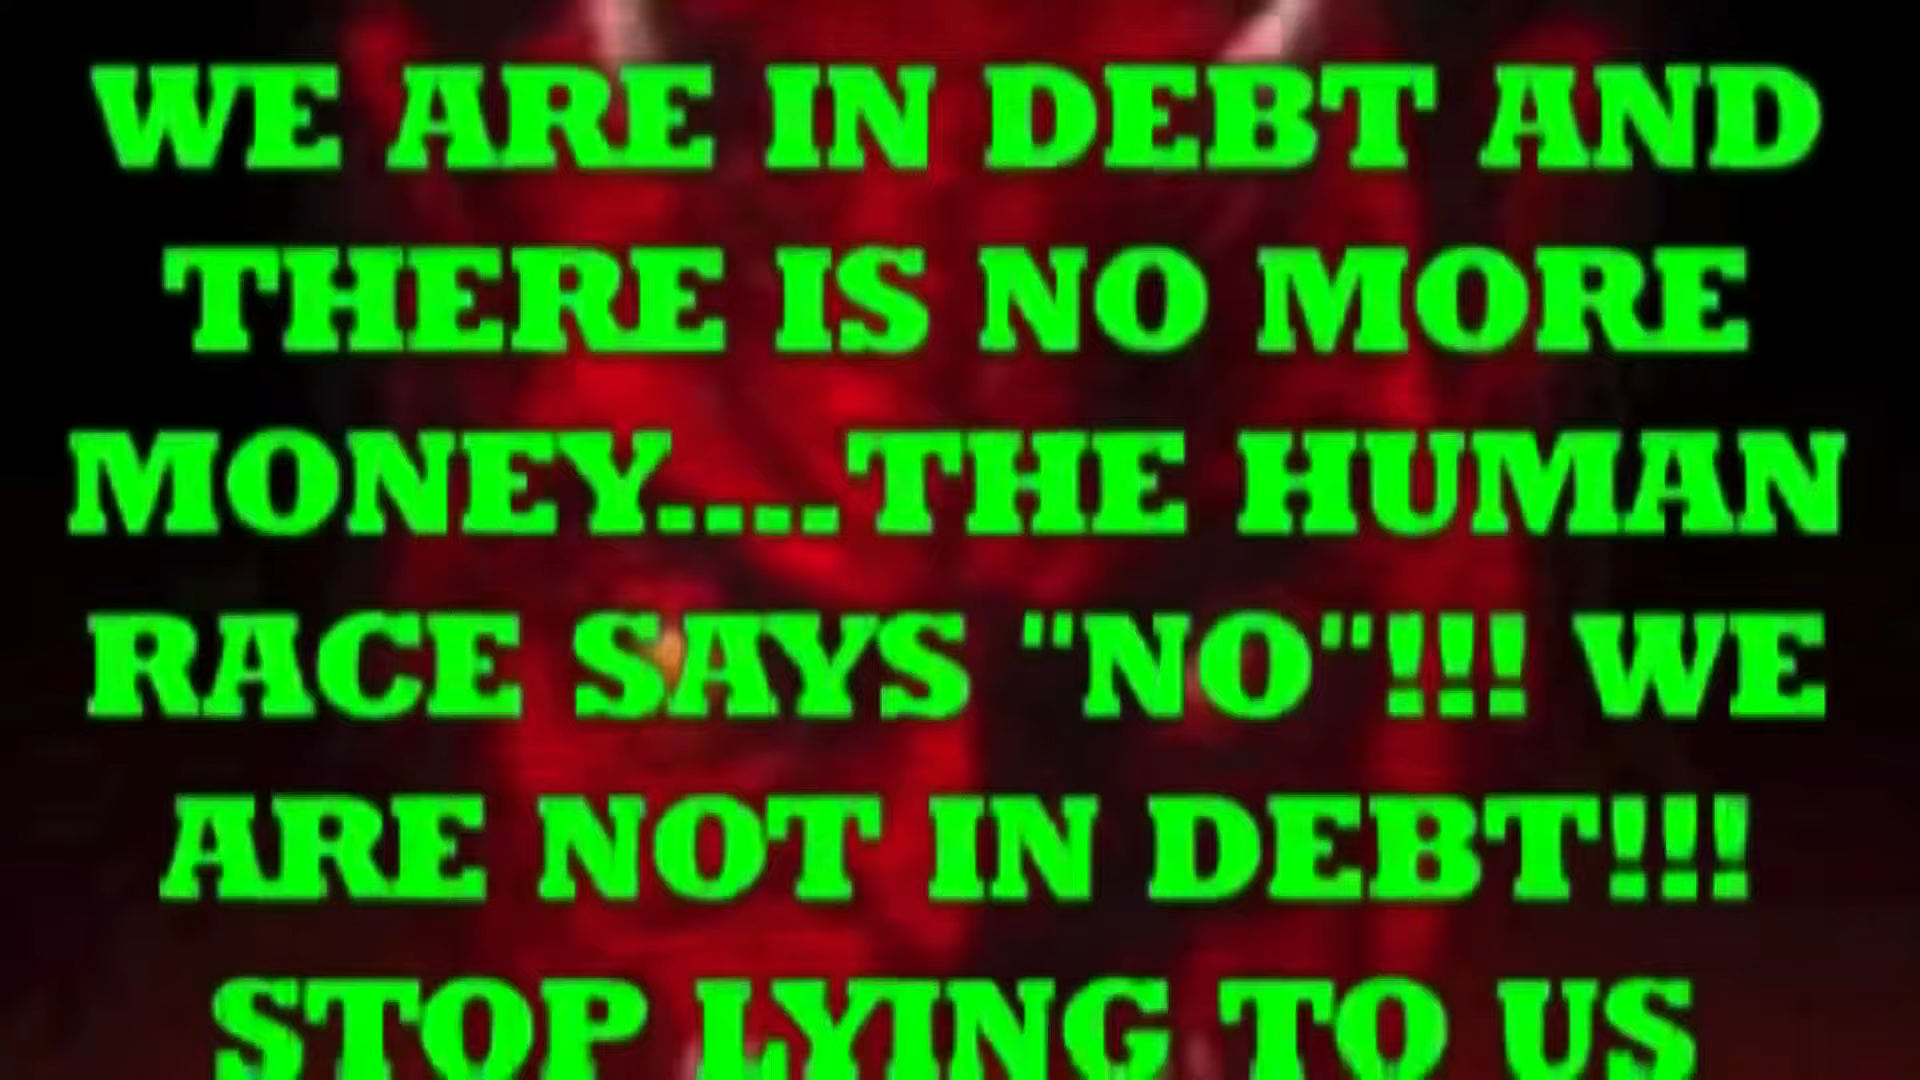 WE ARE IN DEBT AND
THERE IS NO MORE
MONEY....THE HUMAN
RACE SAYS "NO"!!! WE
ARE NOT IN DEBT!!!
STOP LYING TO US